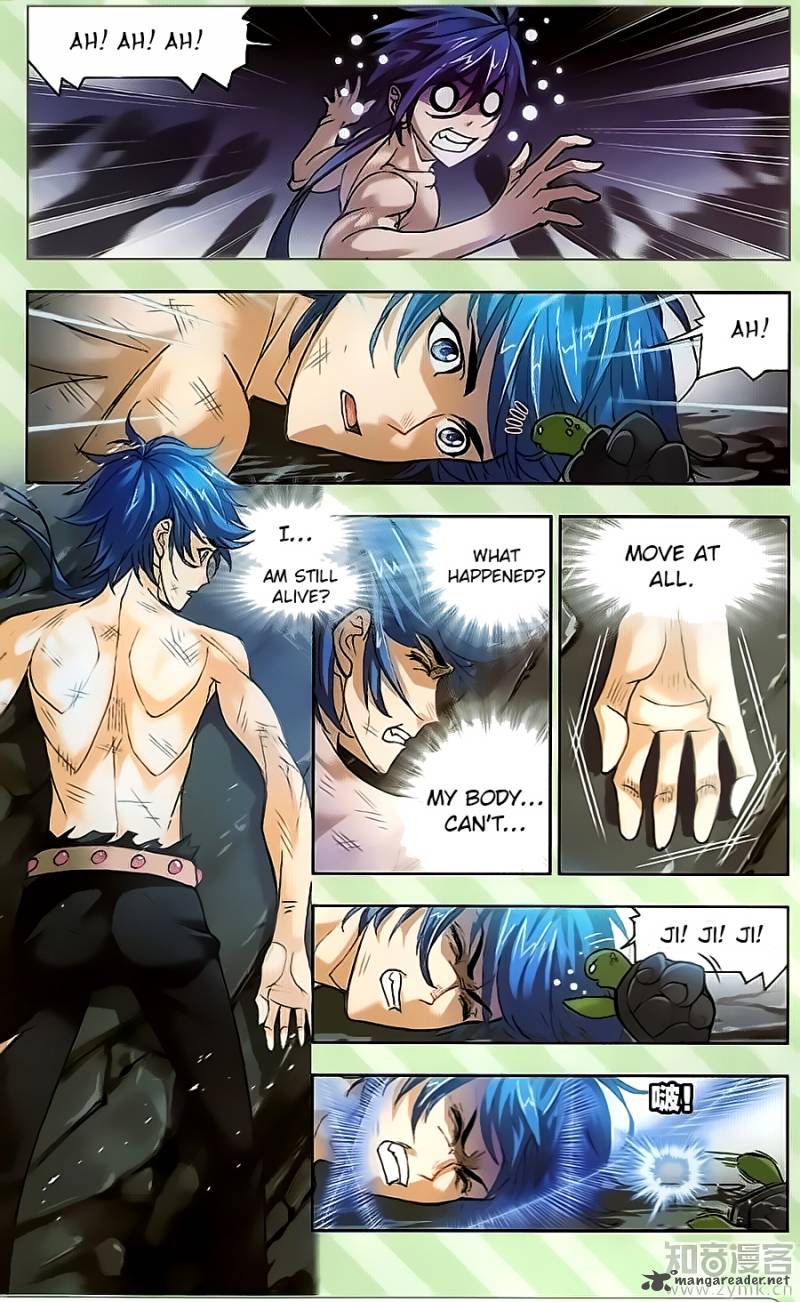 AH! AH! AH!
AH!
I...
AM STILL
ALIVE?
WHAT
HAPPENED?
MY BODY...
CAN'T...
MOVE AT
ALL.
JI! JI! JI!
啵!
知音漫客
www.zymk.cn
mangareader.net